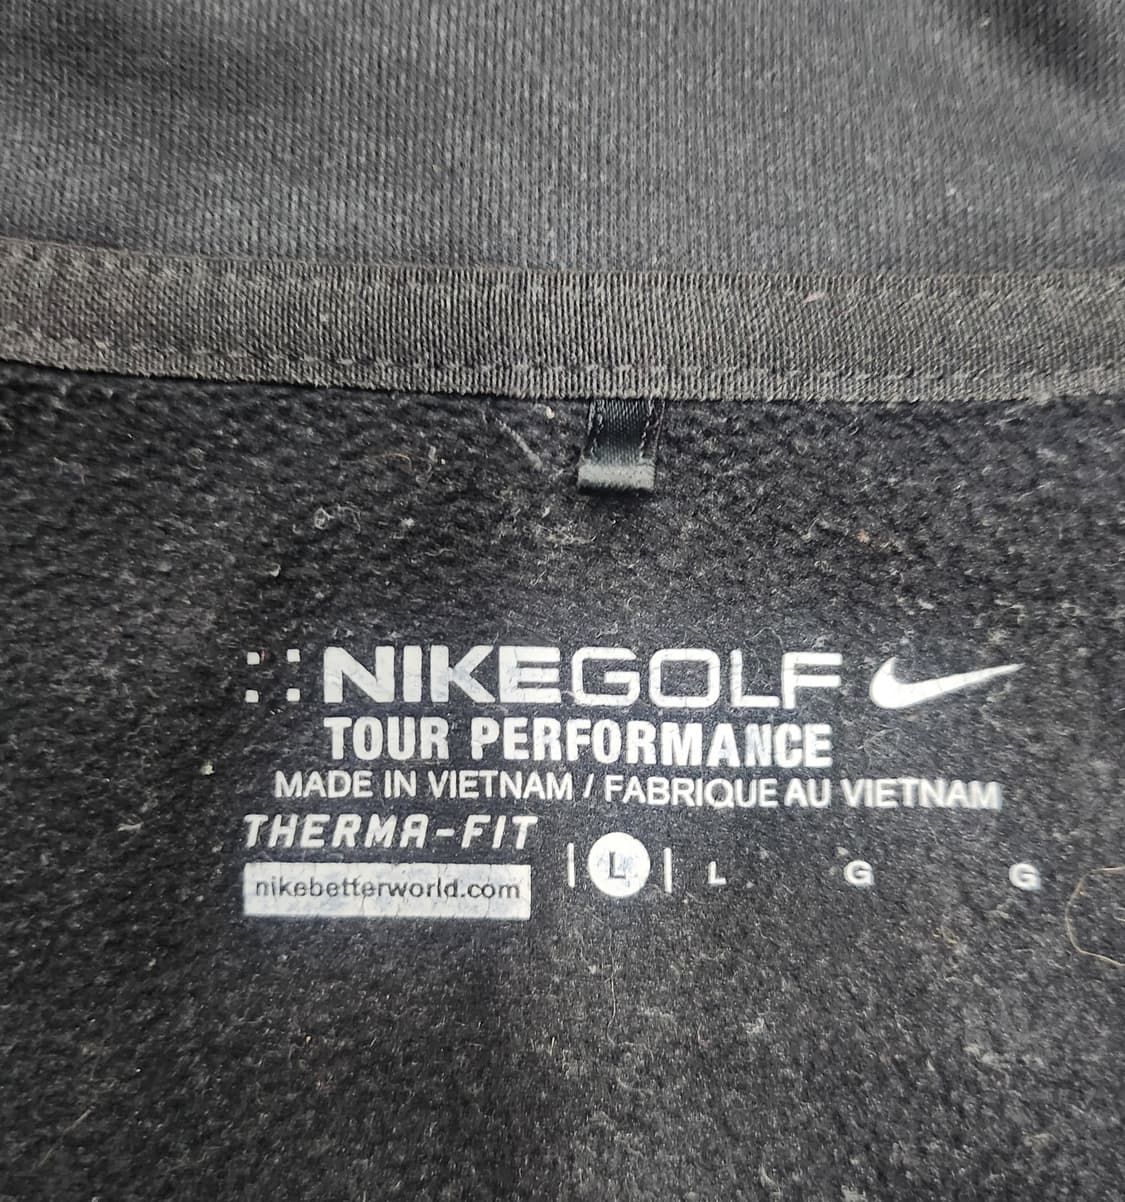 NIKEGOLF
TOUR PERFORMANCE
MADE IN VIETNAM / FABRIQUE AU VIETNAM
THERMA-FIT
nikebetterworld.com
| L | L G G